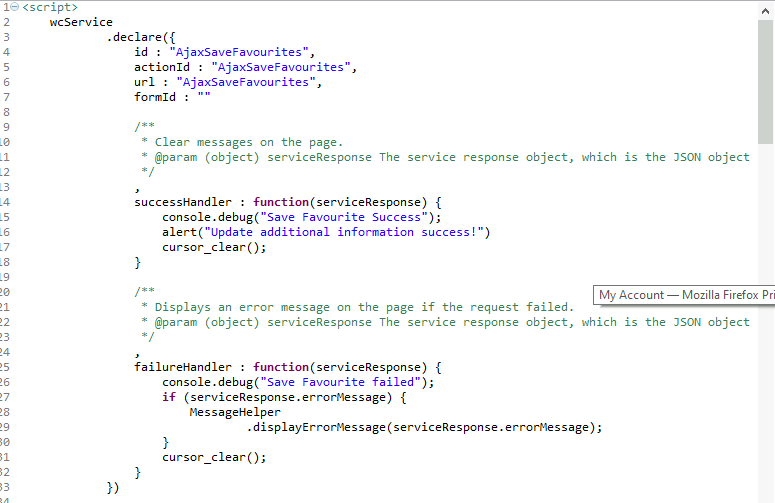 1 <script>
2 wcService
3 .declare({
4 id : "AjaxSaveFavourites",
5 actionId : "AjaxSaveFavourites",
6 url : "AjaxSaveFavourites",
7 formId : ""
8
9 /**
10 * Clear messages on the page.
11 * @param (object) serviceResponse The service response object, which is the JSON object
12 */
13 ,
14 successHandler : function(serviceResponse) {
15 console.debug("Save Favourite Success");
16 alert("Update additional information success!")
17 cursor_clear();
18 }
19
20 /**
My Account — Mozilla Firefox Pri
21 * Displays an error message on the page if the request failed.
22 * @param (object) serviceResponse The service response object, which is the JSON object
23 */
24 ,
25 failureHandler : function(serviceResponse) {
26 console.debug("Save Favourite failed");
27 if (serviceResponse.errorMessage) {
28 MessageHelper
29 .displayErrorMessage(serviceResponse.errorMessage);
30 }
31 cursor_clear();
32 }
33 })